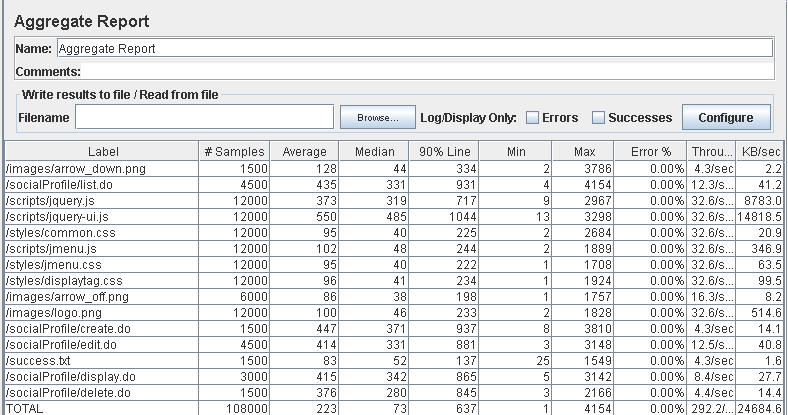 Aggregate Report
Name: Aggregate Report
Comments:
Write results to file / Read from file
Filename Browse... Log/Display Only: Errors Successes Configure
Label # Samples Average Median 90% Line Min Max Error % Throu... KB/sec
/images/arrow_down.png 1500 128 44 334 2 3786 0.00% 4.3/sec 2.2
/socialProfile/list.do 4500 435 331 931 4 4154 0.00% 12.3/s... 41.2
/scripts/jquery.js 12000 373 319 717 9 2967 0.00% 32.6/s... 8783.0
/scripts/jquery-ui.js 12000 550 485 1044 13 3298 0.00% 32.6/s... 14818.5
/styles/common.css 12000 95 40 225 2 2684 0.00% 32.6/s... 20.9
/scripts/jmenu.js 12000 102 48 244 2 1889 0.00% 32.6/s... 346.9
/styles/jmenu.css 12000 95 40 222 1 1708 0.00% 32.6/s... 63.5
/styles/displaytag.css 12000 96 41 234 1 1924 0.00% 32.6/s... 99.5
/images/arrow_off.png 6000 86 38 198 1 1757 0.00% 16.3/s... 8.2
/images/logo.png 12000 100 46 233 2 1828 0.00% 32.6/s... 514.6
/socialProfile/create.do 1500 447 371 937 8 3810 0.00% 4.3/sec 14.1
/socialProfile/edit.do 4500 414 331 881 3 3148 0.00% 12.5/s... 40.8
/success.txt 1500 83 52 137 25 1549 0.00% 4.3/sec 1.6
/socialProfile/display.do 3000 415 342 865 5 3142 0.00% 8.4/sec 27.7
/socialProfile/delete.do 1500 376 280 845 3 2166 0.00% 4.4/sec 14.4
TOTAL 108000 223 73 637 1 4154 0.00% 292.2/... 24684.6